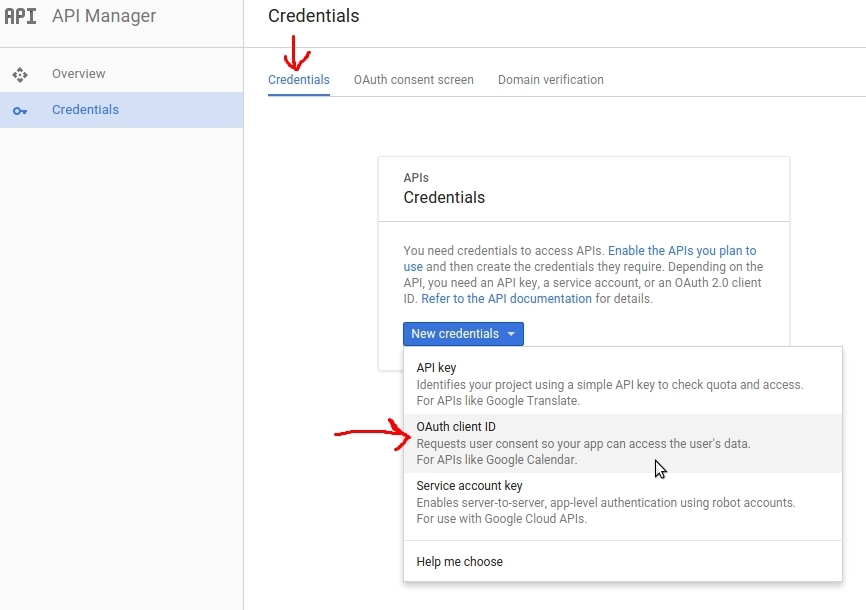 API API Manager
Credentials
Overview
Credentials
Credentials OAuth consent screen Domain verification
APIs
Credentials
You need credentials to access APIs. Enable the APIs you plan to
use and then create the credentials they require. Depending on the
API, you need an API key, a service account, or an OAuth 2.0 client
ID. Refer to the API documentation for details.
New credentials
API key
Identifies your project using a simple API key to check quota and access.
For APIs like Google Translate.
OAuth client ID
Requests user consent so your app can access the user's data.
For APIs like Google Calendar.
Service account key
Enables server-to-server, app-level authentication using robot accounts.
For use with Google Cloud APIs.
Help me choose